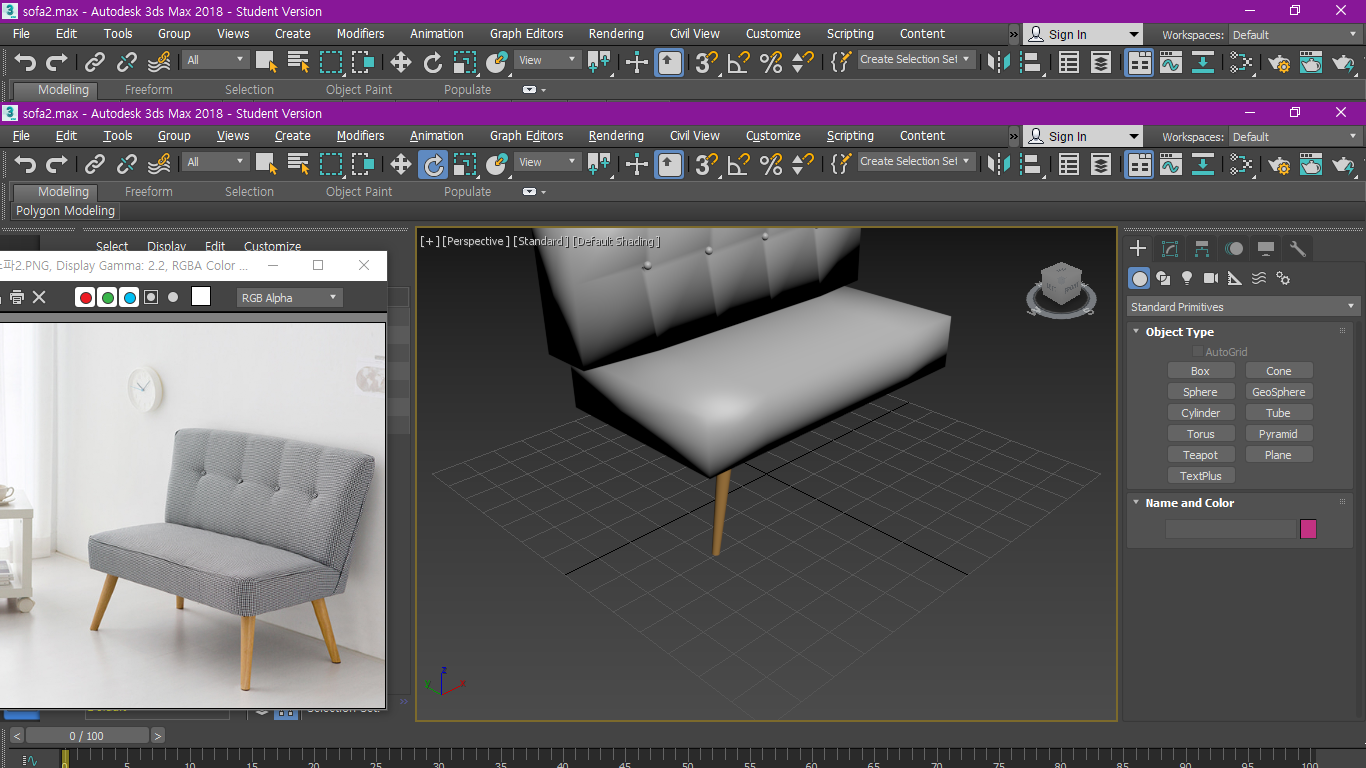 sofa2.max - Autodesk 3ds Max 2018 - Student Version
File Edit Tools Group Views Create Modifiers Animation Graph Editors Rendering Civil View Customize Scripting Content » Sign In Workspaces: Default
All View 3 Create Selection Set
Modeling Freeform Selection Object Paint Populate
sofa2.max - Autodesk 3ds Max 2018 - Student Version
File Edit Tools Group Views Create Modifiers Animation Graph Editors Rendering Civil View Customize Scripting Content » Sign In Workspaces: Default
All View 3 Create Selection Set
Modeling Freeform Selection Object Paint Populate
Polygon Modeling
Select Display Edit Customize
파2.PNG, Display Gamma: 2.2, RGBA Color ...
RGB Alpha
[+] [Perspective] [Standard] [Default Shading]
Standard Primitives
Object Type
AutoGrid
Box Cone
Sphere GeoSphere
Cylinder Tube
Torus Pyramid
Teapot Plane
TextPlus
Name and Color
z
y x
Default
Selection Set:
< 0 / 100 >
0 5 10 15 20 25 30 35 40 45 50 55 60 65 70 75 80 85 90 95 100